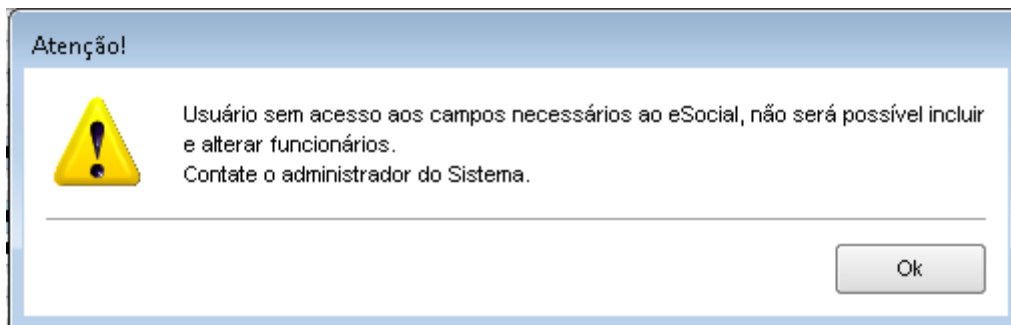 Atenção!
Usuário sem acesso aos campos necessários ao eSocial, não será possível incluir
e alterar funcionários.
Contate o administrador do Sistema.
Ok